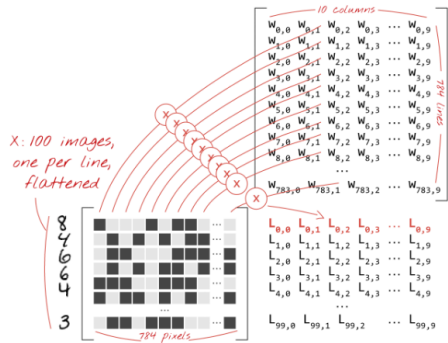 10 columns
W0,0 W0,1 W0,2 W0,3 ... W0,9
W1,0 W1,1 W1,2 W1,3 ... W1,9
W2,0 W2,1 W2,2 W2,3 ... W2,9
W3,0 W3,1 W3,2 W3,3 ... W3,9
W4,0 W4,1 W4,2 W4,3 ... W4,9
W5,0 W5,1 W5,2 W5,3 ... W5,9
W6,0 W6,1 W6,2 W6,3 ... W6,9
W7,0 W7,1 W7,2 W7,3 ... W7,9
W8,0 W8,1 W8,2 W8,3 ... W8,9
...
W783,0 W783,1 W783,2 ... W783,9
784 lines
x x x x x x x x x
X: 100 images,
one per line,
flattened
8 ... L0,0 L0,1 L0,2 L0,3 ... L0,9
4 ... L1,0 L1,1 L1,2 L1,3 ... L1,9
6 ... L2,0 L2,1 L2,2 L2,3 ... L2,9
6 ... L3,0 L3,1 L3,2 L3,3 ... L3,9
4 ... L4,0 L4,1 L4,2 L4,3 ... L4,9
... ...
3 ... L99,0 L99,1 L99,2 ... L99,9
784 pixels